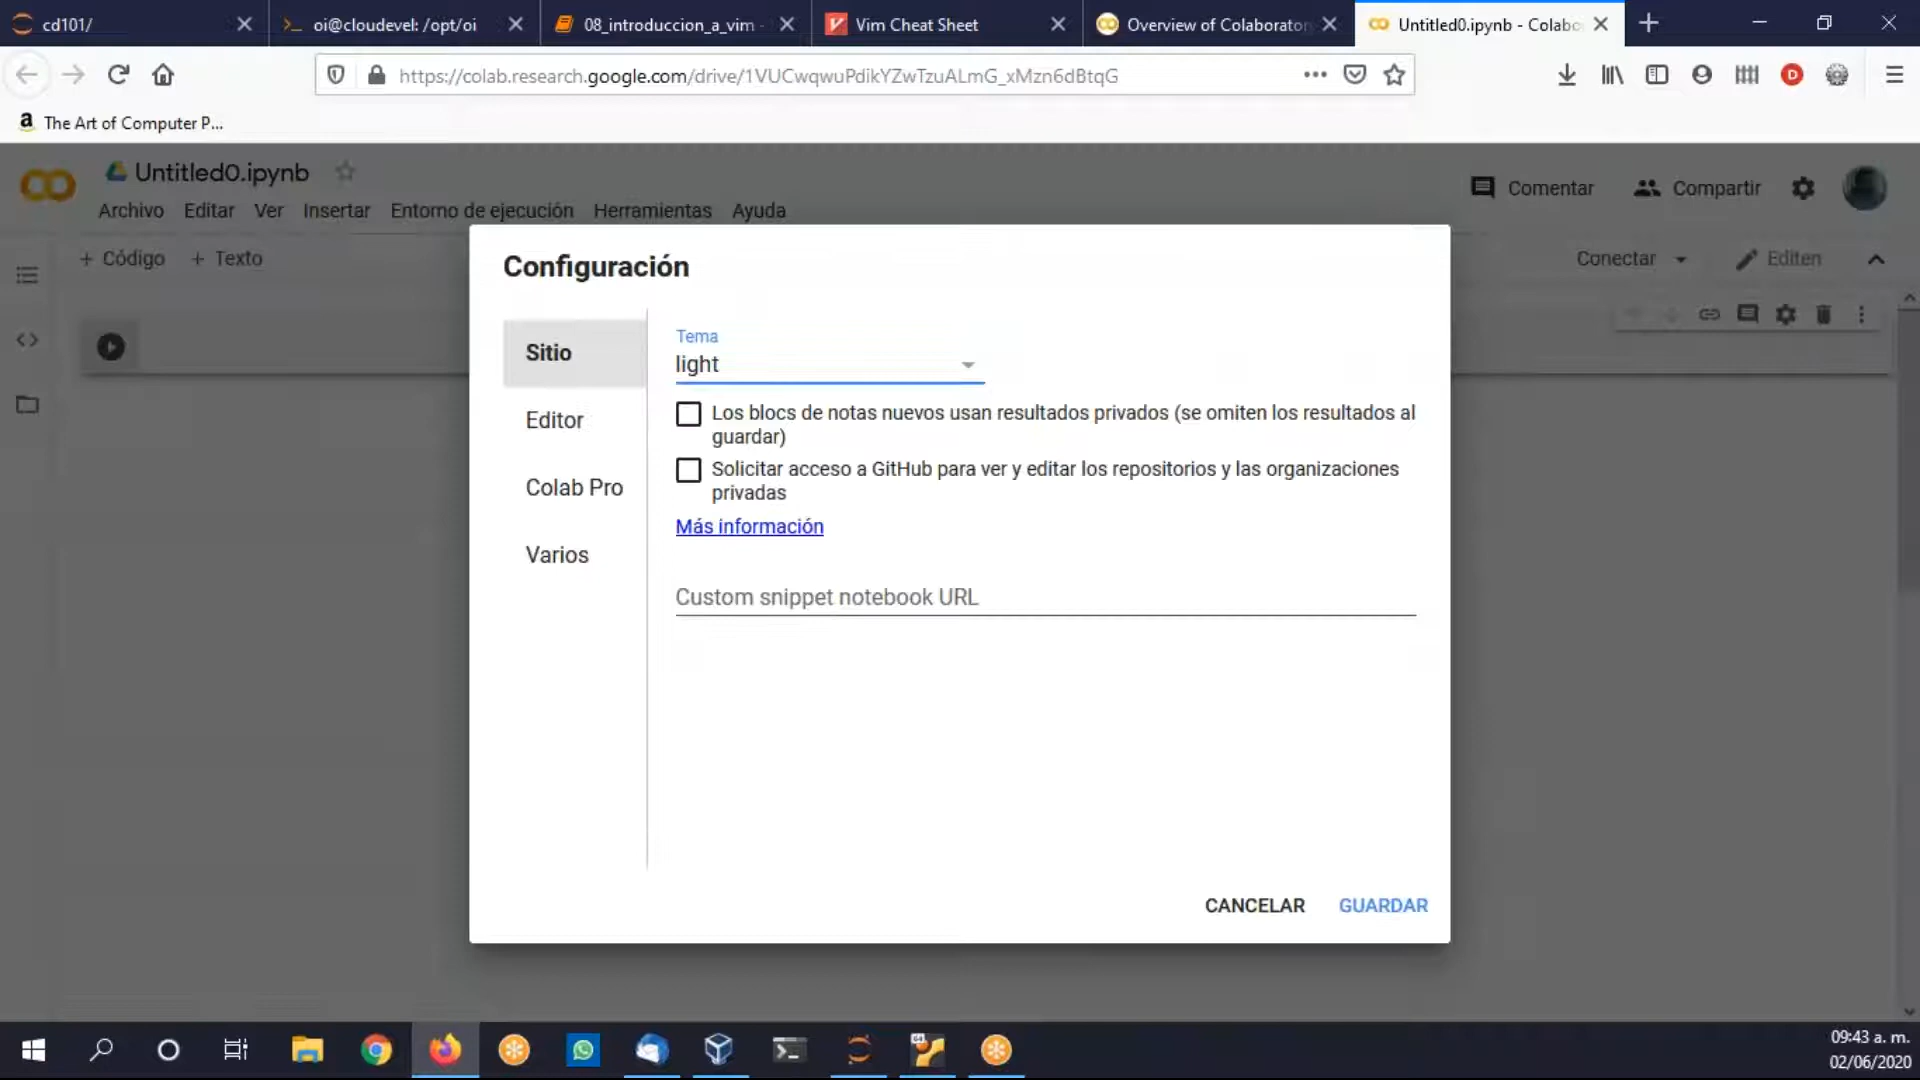 cd101/
oi@cloudevel: /opt/oi
08_introduccion_a_vim -
Vim Cheat Sheet
Overview of Colaborator
Untitled0.ipynb - Colabo
https://colab.research.google.com/drive/1VUCwqwuPdikYZwTzuALmG_xMzn6dBtqG
The Art of Computer P...
Untitled0.ipynb
Comentar
Compartir
Archivo Editar Ver Insertar Entorno de ejecución Herramientas Ayuda
+ Código + Texto
Conectar
Editen
Configuración
Sitio
Editor
Colab Pro
Varios
Tema
light
Los blocs de notas nuevos usan resultados privados (se omiten los resultados al
guardar)
Solicitar acceso a GitHub para ver y editar los repositorios y las organizaciones
privadas
Más información
Custom snippet notebook URL
CANCELAR GUARDAR
09:43 a. m.
02/06/2020